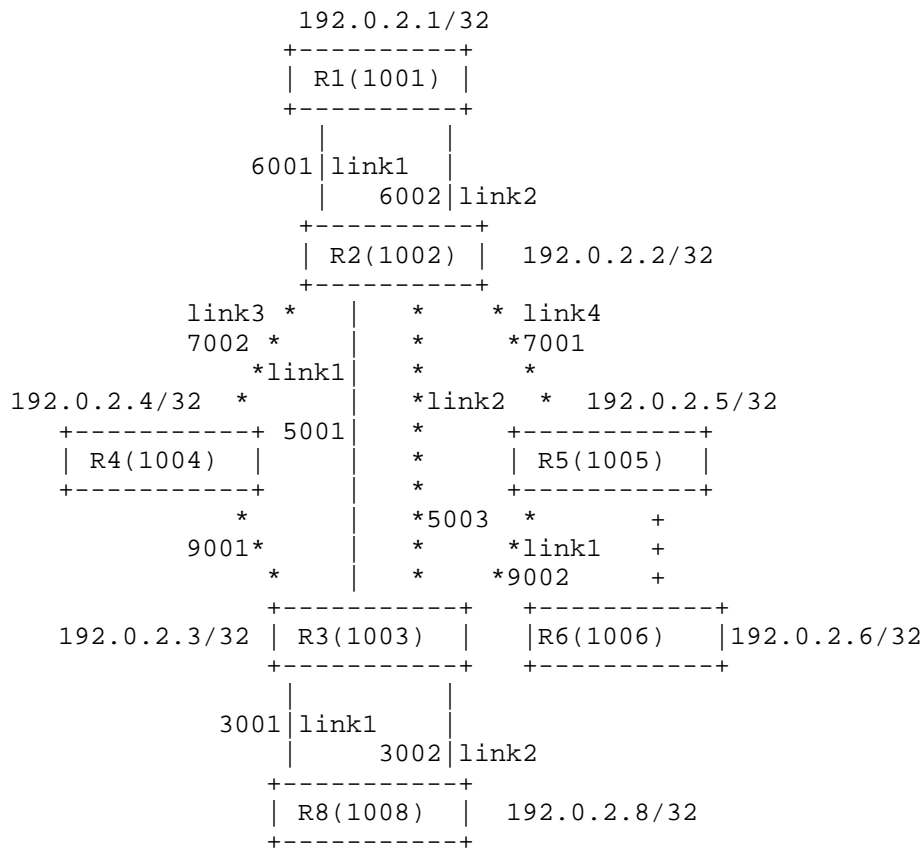 192.0.2.1/32
R1(1001)
6001 link1
6002 link2
R2(1002) 192.0.2.2/32
link3 link4
7002 7001
link1
192.0.2.4/32 link2 192.0.2.5/32
5001
R4(1004) R5(1005)
5003
9001 link1
9002
192.0.2.3/32 R3(1003) R6(1006) 192.0.2.6/32
3001 link1
3002 link2
R8(1008) 192.0.2.8/32